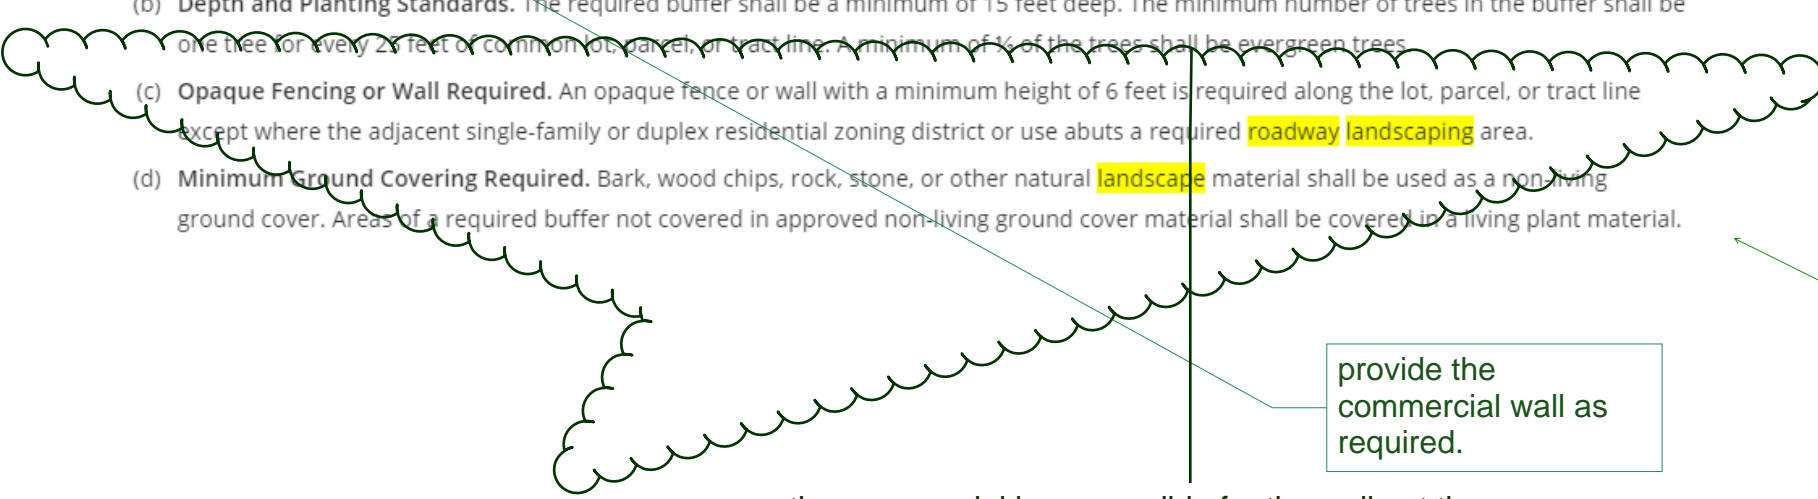 (b) Depth and Planting Standards. The required buffer shall be a minimum of 15 feet deep. The minimum number of trees in the buffer shall be
one tree for every 25 feet of common lot, parcel, or tract line. A minimum of ⅓ of the trees shall be evergreen trees.
(c) Opaque Fencing or Wall Required. An opaque fence or wall with a minimum height of 6 feet is required along the lot, parcel, or tract line
except where the adjacent single-family or duplex residential zoning district or use abuts a required roadway landscaping area.
(d) Minimum Ground Covering Required. Bark, wood chips, rock, stone, or other natural landscape material shall be used as a non-living
ground cover. Areas of a required buffer not covered in approved non-living ground cover material shall be covered in a living plant material.
provide the
commercial wall as
required.